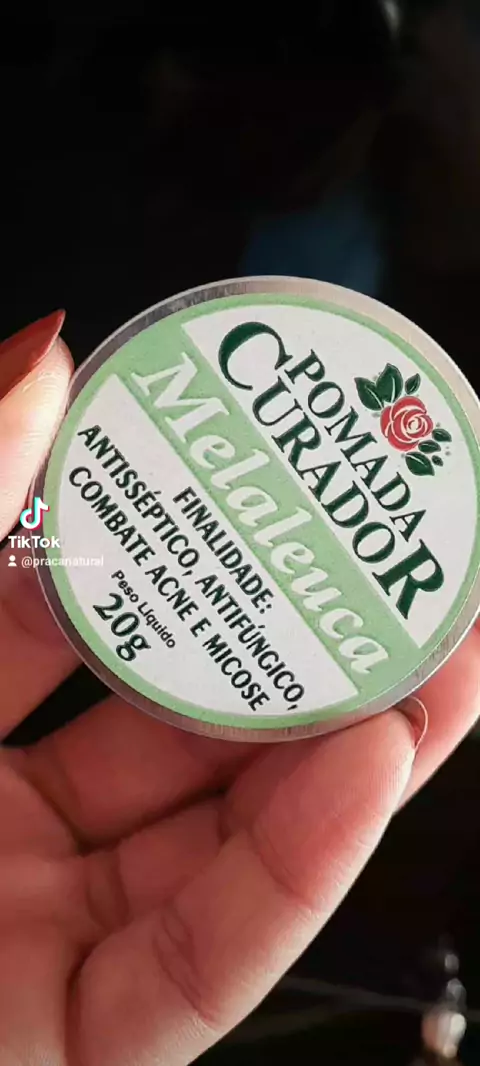 POMADA
CURADOR
Melaleuca
FINALIDADE:
ANTISSÉPTICO, ANTIFÚNGICO,
COMBATE ACNE E MICOSE
Peso Líquido
20g
TikTok
@pracanatural